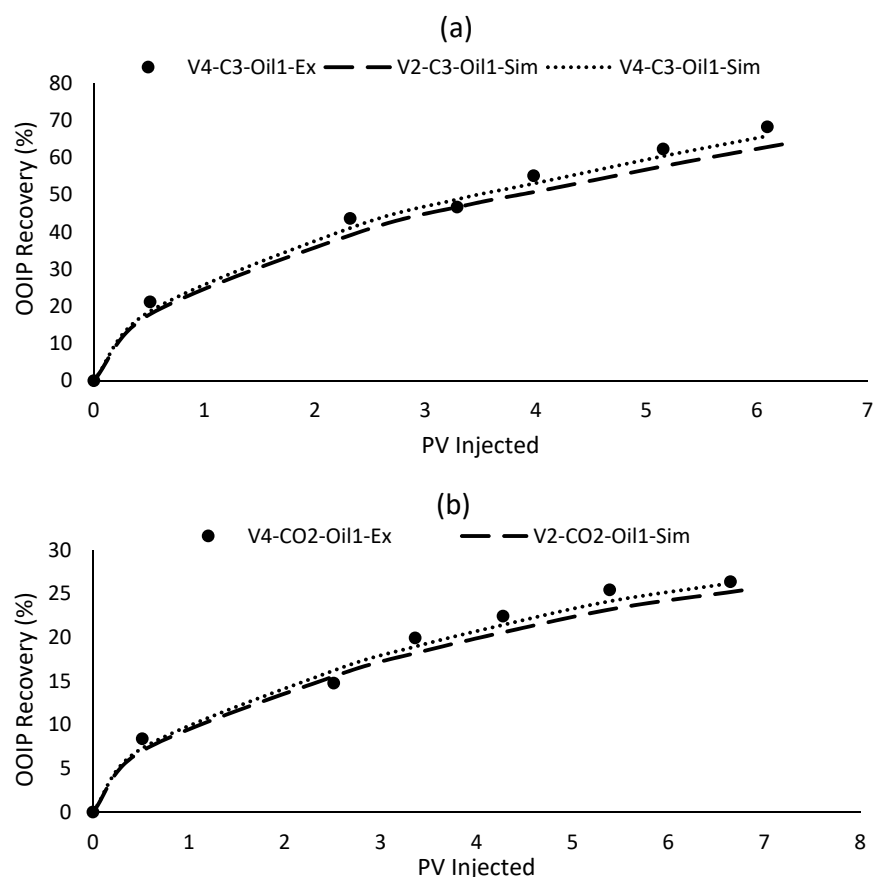 (a)
V4-C3-Oil1-Ex V2-C3-Oil1-Sim V4-C3-Oil1-Sim
80
70
60
50
40
30
20
10
0
OOIP Recovery (%)
0 1 2 3 4 5 6 7
PV Injected
(b)
V4-CO2-Oil1-Ex V2-CO2-Oil1-Sim
30
25
20
15
10
5
0
OOIP Recovery (%)
0 1 2 3 4 5 6 7 8
PV Injected